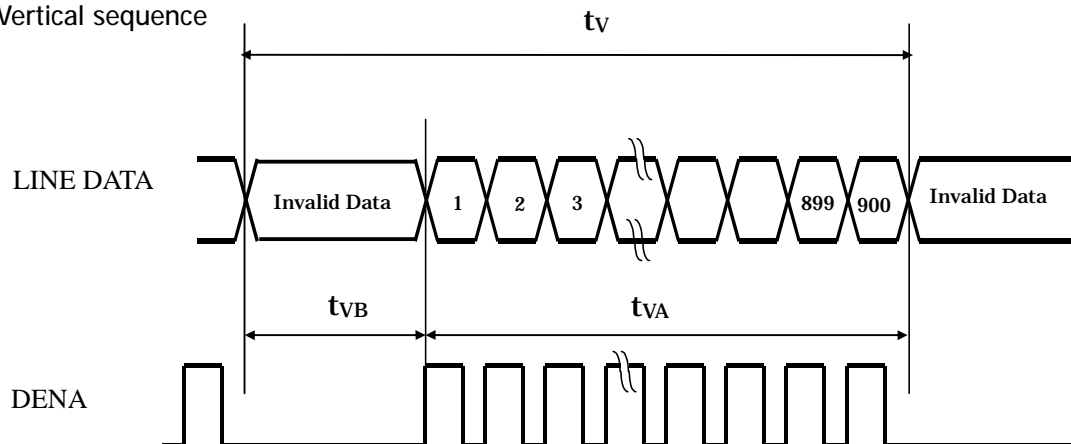 Vertical sequence
tV
LINE DATA
Invalid Data
1
2
3
899
900
Invalid Data
tVB
tVA
DENA